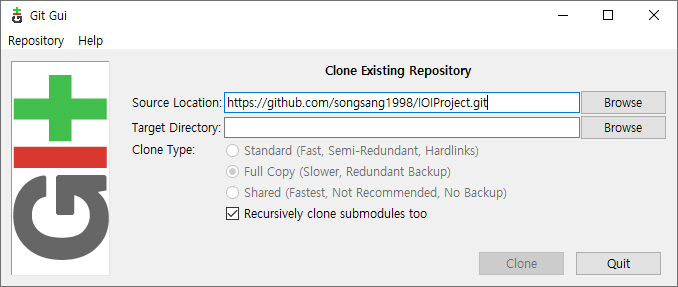 Git Gui
Repository Help
Clone Existing Repository
Source Location: https://github.com/songsang1998/IOIProject.git Browse
Target Directory: Browse
Clone Type: Standard (Fast, Semi-Redundant, Hardlinks)
Full Copy (Slower, Redundant Backup)
Shared (Fastest, Not Recommended, No Backup)
Recursively clone submodules too
Clone Quit
GIT